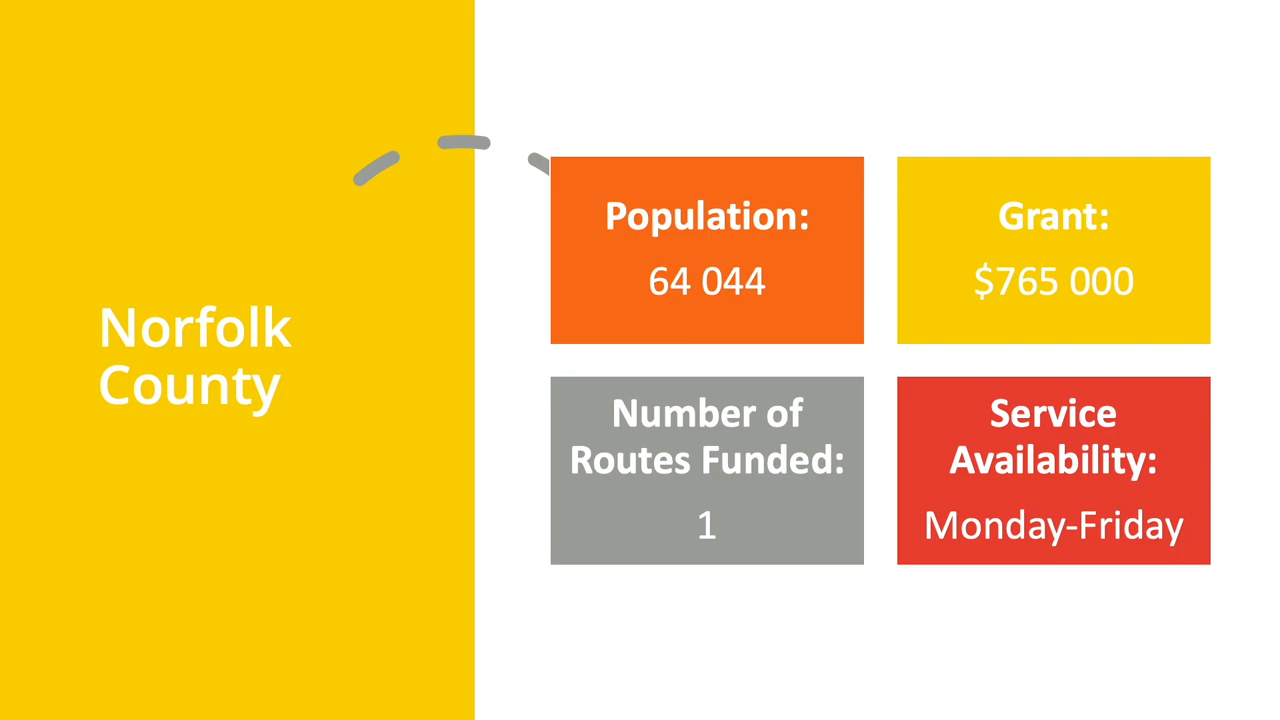 Norfolk
County
Population:
64 044
Grant:
$765 000
Number of
Routes Funded:
1
Service
Availability:
Monday-Friday